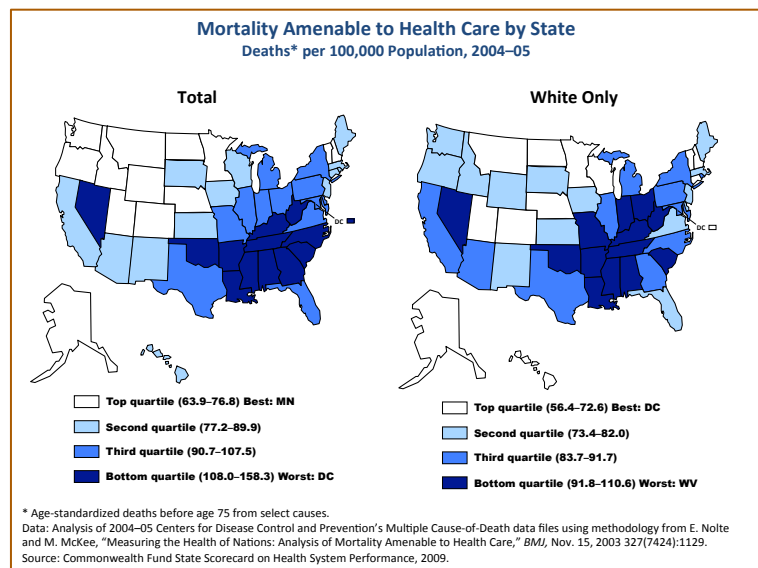 Mortality Amenable to Health Care by State
Deaths* per 100,000 Population, 2004–05
Total
White Only
DC
DC
Top quartile (63.9–76.8) Best: MN
Second quartile (77.2–89.9)
Third quartile (90.7–107.5)
Bottom quartile (108.0–158.3) Worst: DC
Top quartile (56.4–72.6) Best: DC
Second quartile (73.4–82.0)
Third quartile (83.7–91.7)
Bottom quartile (91.8–110.6) Worst: WV
* Age-standardized deaths before age 75 from select causes.
Data: Analysis of 2004–05 Centers for Disease Control and Prevention’s Multiple Cause-of-Death data files using methodology from E. Nolte
and M. McKee, “Measuring the Health of Nations: Analysis of Mortality Amenable to Health Care,” BMJ, Nov. 15, 2003 327(7424):1129.
Source: Commonwealth Fund State Scorecard on Health System Performance, 2009.